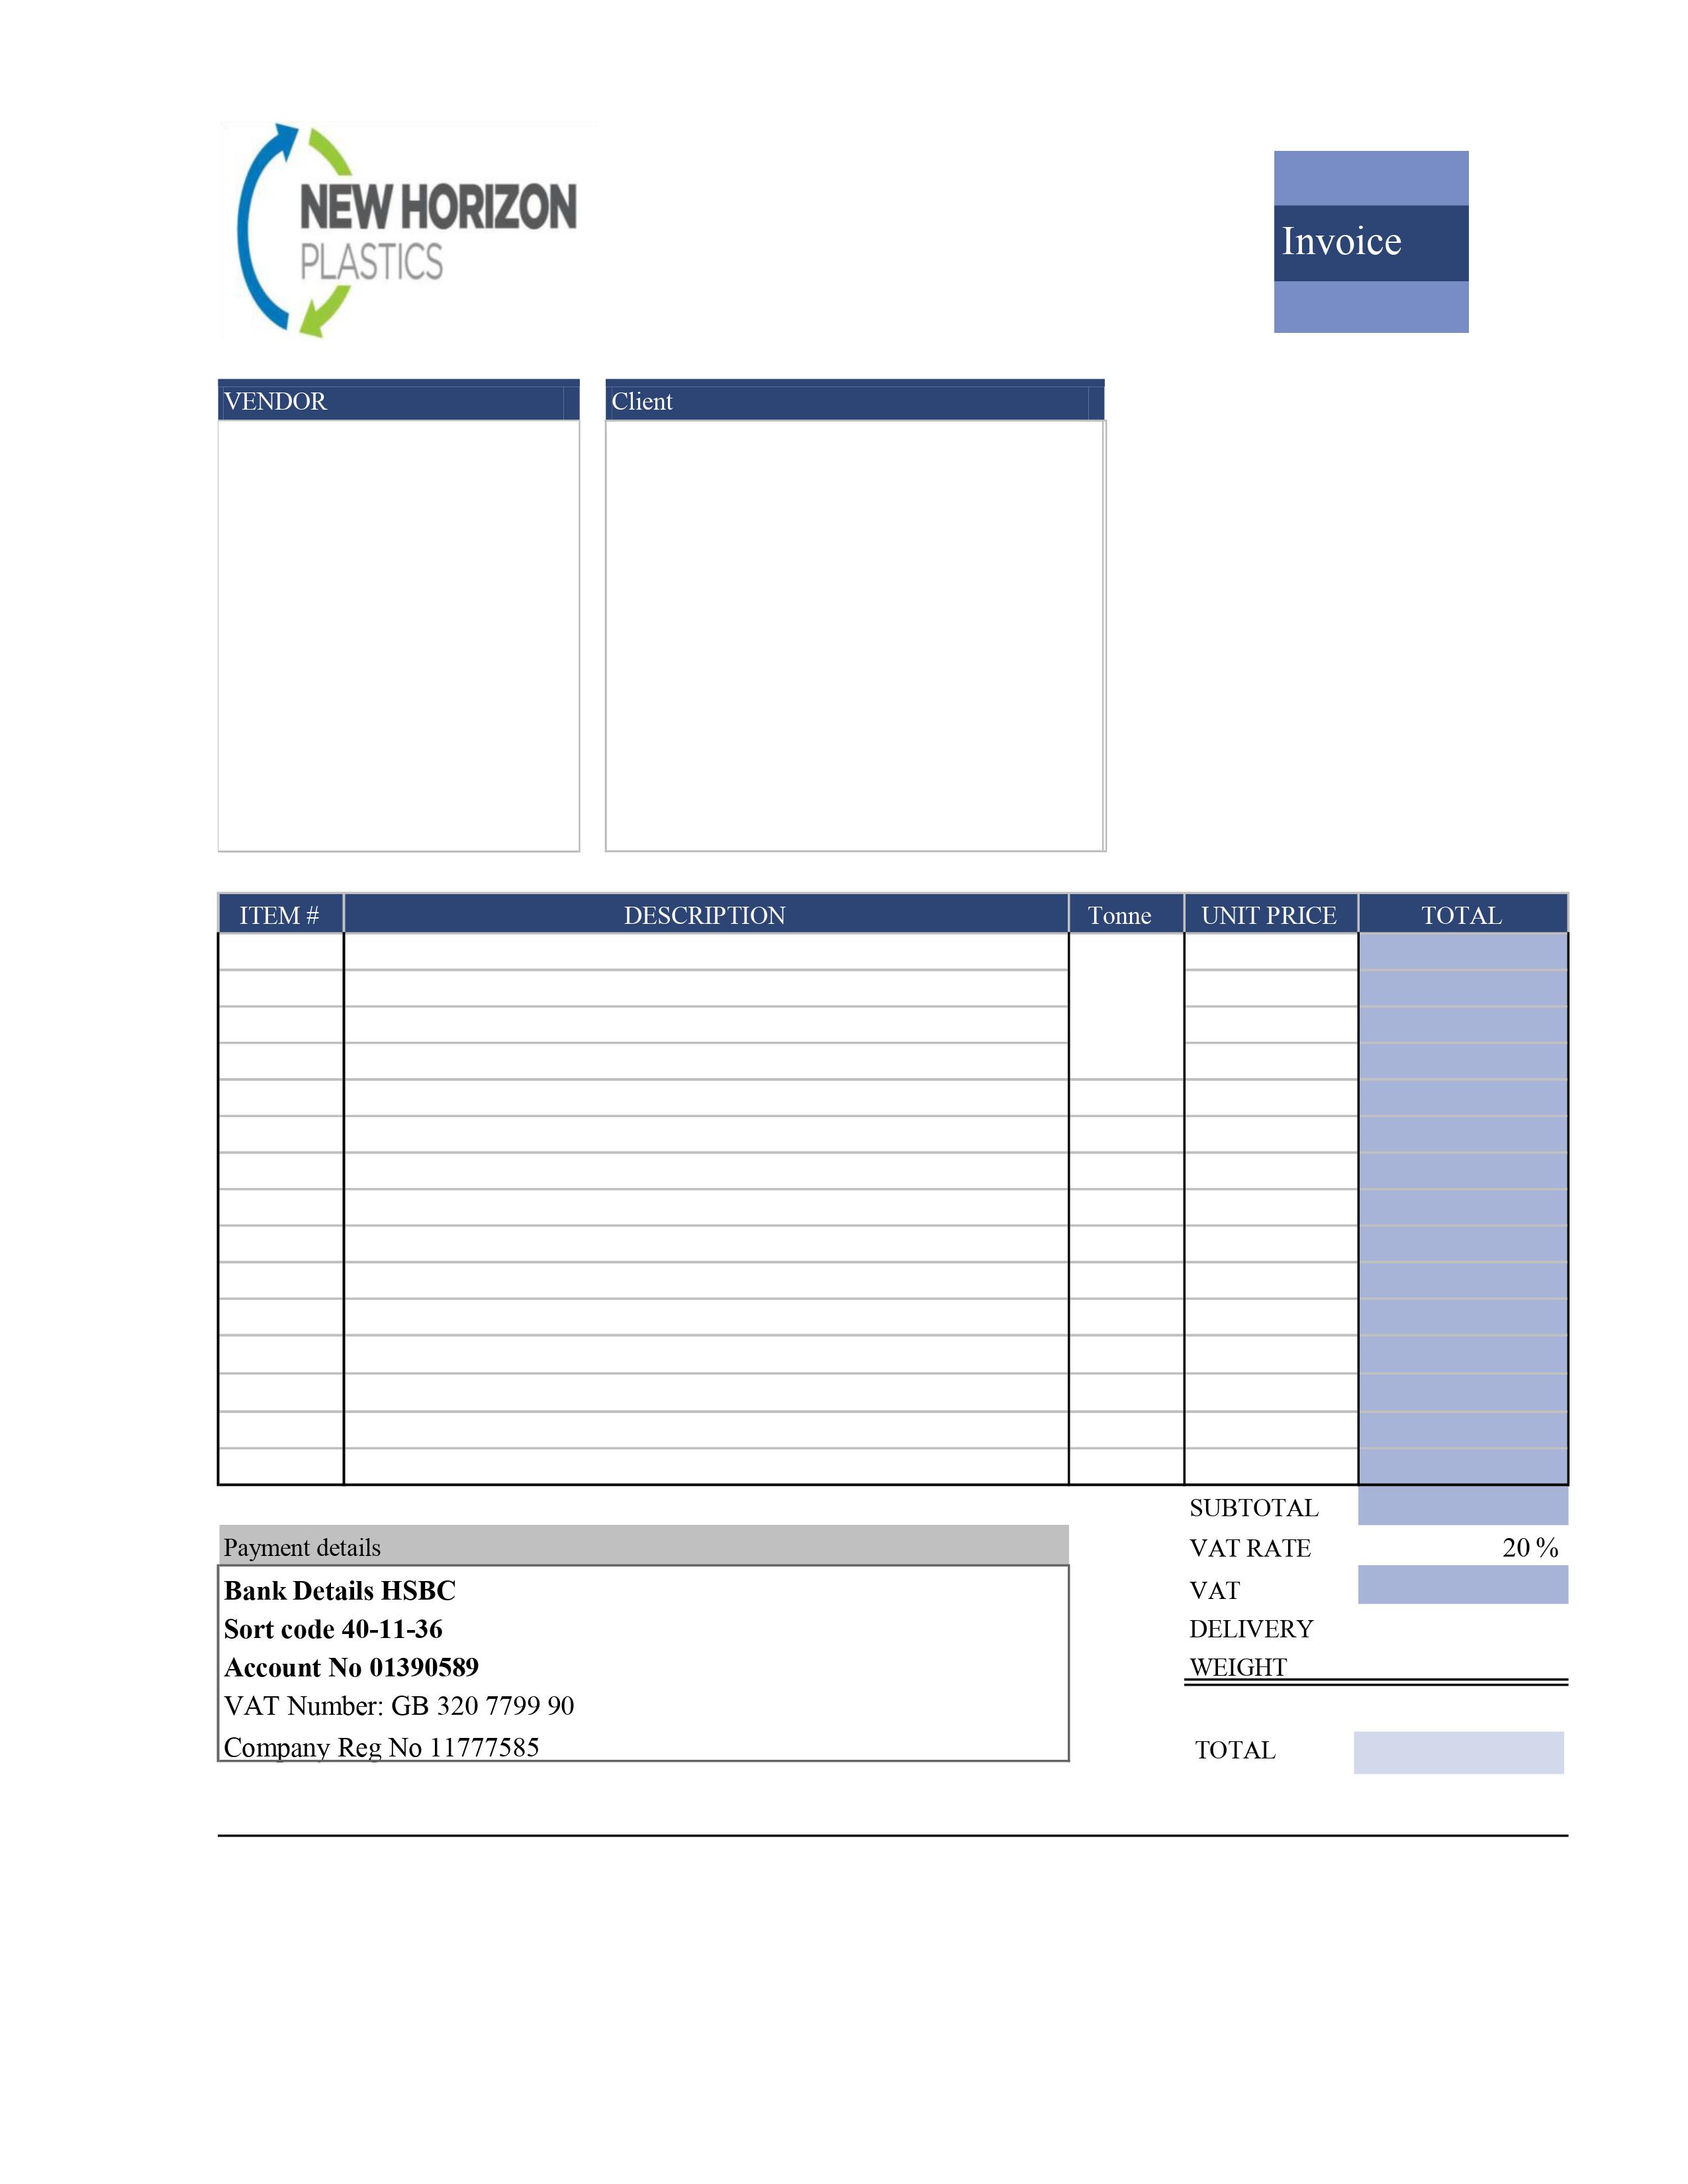 NEW HORIZON
PLASTICS
Invoice
VENDOR
Client
ITEM # DESCRIPTION Tonne UNIT PRICE TOTAL
SUBTOTAL
Payment details
VAT RATE 20 %
Bank Details HSBC
VAT
Sort code 40-11-36
DELIVERY
Account No 01390589
WEIGHT
VAT Number: GB 320 7799 90
Company Reg No 11777585
TOTAL